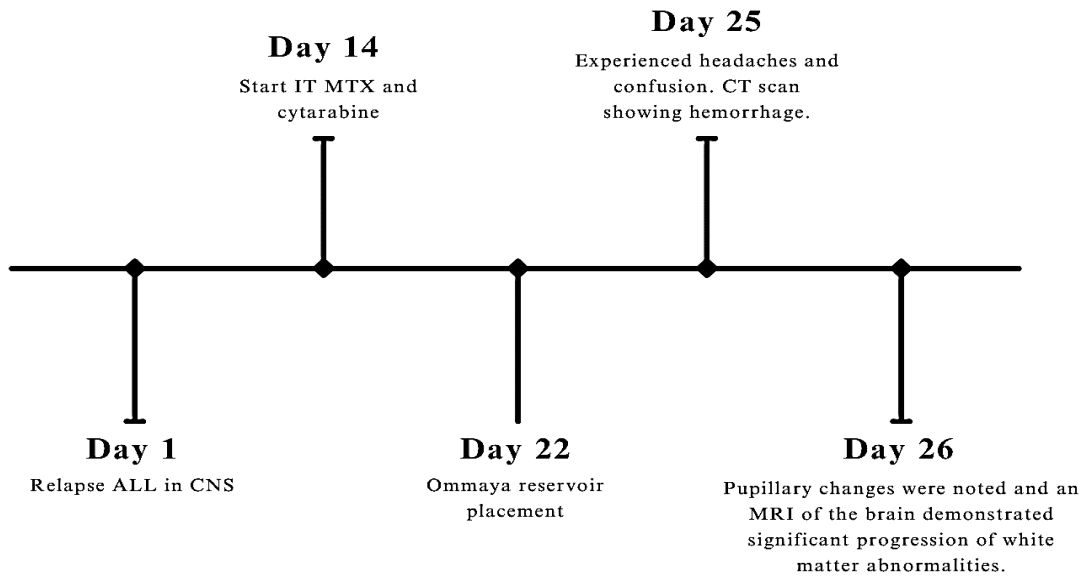 Day 14
Start IT MTX and
cytarabine
Day 25
Experienced headaches and
confusion. CT scan
showing hemorrhage.
Day 1
Relapse ALL in CNS
Day 22
Ommaya reservoir
placement
Day 26
Pupillary changes were noted and an
MRI of the brain demonstrated
significant progression of white
matter abnormalities.